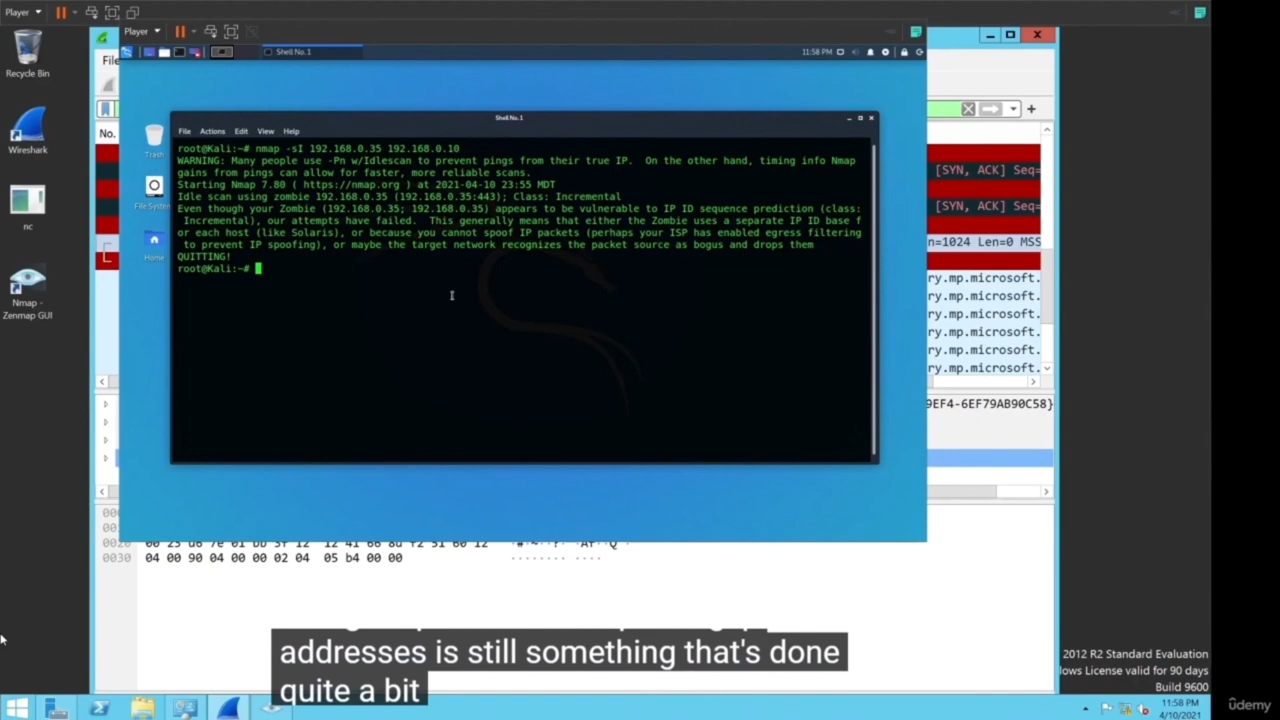 Player
Player
Recycle Bin
Wireshark
nc
Nmap -
Zenmap GUI
File
No.
Shell No.1
11:58 PM
Trash
File System
Home
Shell No.1
File Actions Edit View Help
root@Kali:~# nmap -sI 192.168.0.35 192.168.0.10
WARNING: Many people use -Pn w/Idlescan to prevent pings from their true IP.  On the other hand, timing info Nmap
gains from pings can allow for faster, more reliable scans.
Starting Nmap 7.80 ( https://nmap.org ) at 2021-04-10 23:55 MDT
Idle scan using zombie 192.168.0.35 (192.168.0.35:443); Class: Incremental
Even though your Zombie (192.168.0.35; 192.168.0.35) appears to be vulnerable to IP ID sequence prediction (class:
 Incremental), our attempts have failed.  This generally means that either the Zombie uses a separate IP ID base f
or each host (like Solaris), or because you cannot spoof IP packets (perhaps your ISP has enabled egress filtering
 to prevent IP spoofing), or maybe the target network recognizes the packet source as bogus and drops them
QUITTING!
root@Kali:~#
[SYN, ACK] Seq=
[SYN, ACK] Seq=
n=1024 Len=0 MSS
ry.mp.microsoft.
ry.mp.microsoft.
ry.mp.microsoft.
ry.mp.microsoft.
ry.mp.microsoft.
ry.mp.microsoft.
9EF4-6EF79AB90C58}
0030 04 00 90 04 00 00 02 04 05 b4 00 00 ········ ····
addresses is still something that's done
quite a bit
2012 R2 Standard Evaluation
ows License valid for 90 days
Build 9600
11:58 PM
4/10/2021
ûdemy